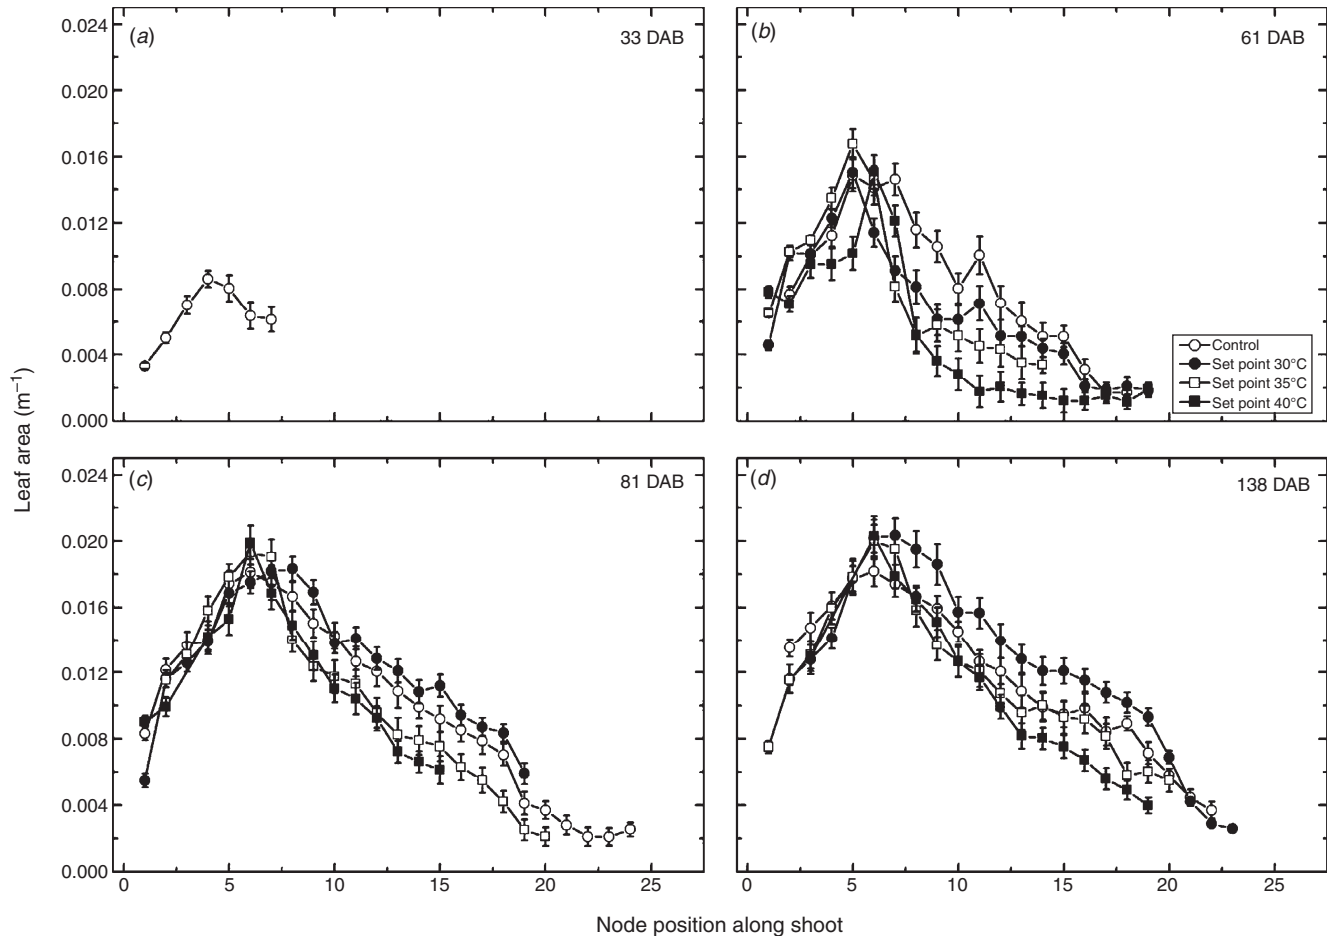 0.024
0.020
0.016
0.012
0.008
0.004
0.000
(a)
33 DAB
(b)
61 DAB
Control
Set point 30°C
Set point 35°C
Set point 40°C
Leaf area (m⁻¹)
0.024
0.020
0.016
0.012
0.008
0.004
0.000
(c)
81 DAB
(d)
138 DAB
0 5 10 15 20 25
0 5 10 15 20 25
Node position along shoot